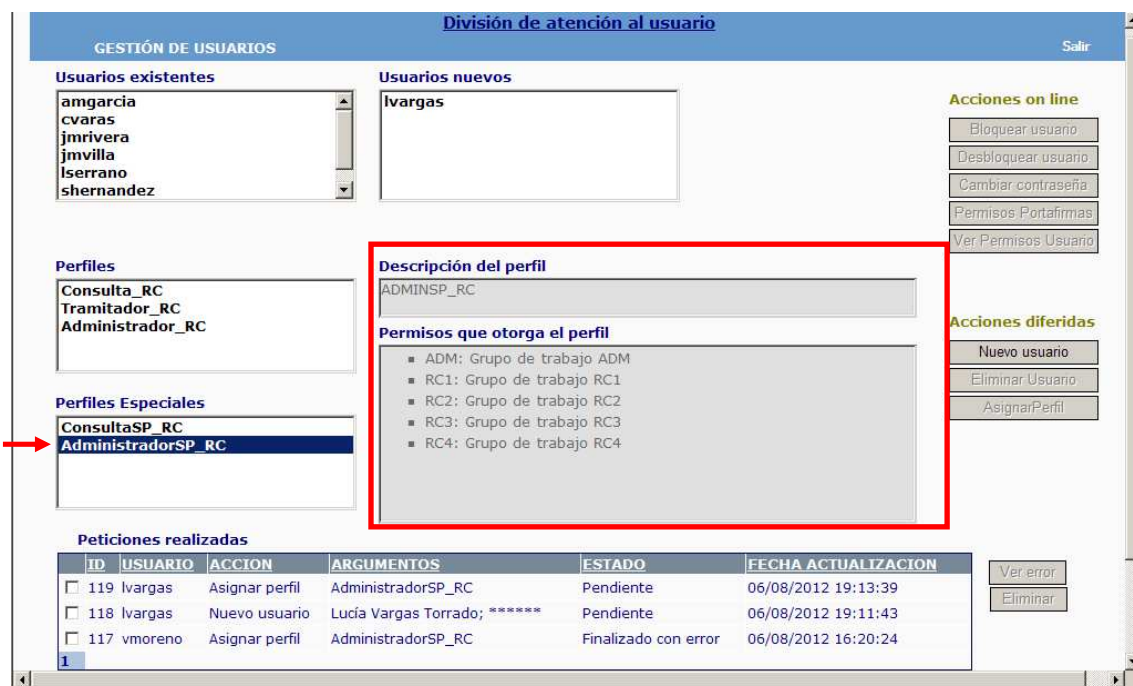 División de atención al usuario
GESTIÓN DE USUARIOS
Salir
Usuarios existentes
amgarcia
cvaras
jmrivera
jmvilla
lserrano
shernandez
Usuarios nuevos
lvargas
Acciones on line
Bloquear usuario
Desbloquear usuario
Cambiar contraseña
Permisos Portafirmas
Ver Permisos Usuario
Perfiles
Consulta_RC
Tramitador_RC
Administrador_RC
Descripción del perfil
ADMINSP_RC
Permisos que otorga el perfil
ADM: Grupo de trabajo ADM
RC1: Grupo de trabajo RC1
RC2: Grupo de trabajo RC2
RC3: Grupo de trabajo RC3
RC4: Grupo de trabajo RC4
Acciones diferidas
Nuevo usuario
Eliminar Usuario
AsignarPerfil
Perfiles Especiales
ConsultaSP_RC
AdministradorSP_RC
Peticiones realizadas
ID USUARIO ACCION ARGUMENTOS ESTADO FECHA ACTUALIZACION
119 lvargas Asignar perfil AdministradorSP_RC Pendiente 06/08/2012 19:13:39
118 lvargas Nuevo usuario Lucía Vargas Torrado; ****** Pendiente 06/08/2012 19:11:43
117 vmoreno Asignar perfil AdministradorSP_RC Finalizado con error 06/08/2012 16:20:24
1
Ver error
Eliminar